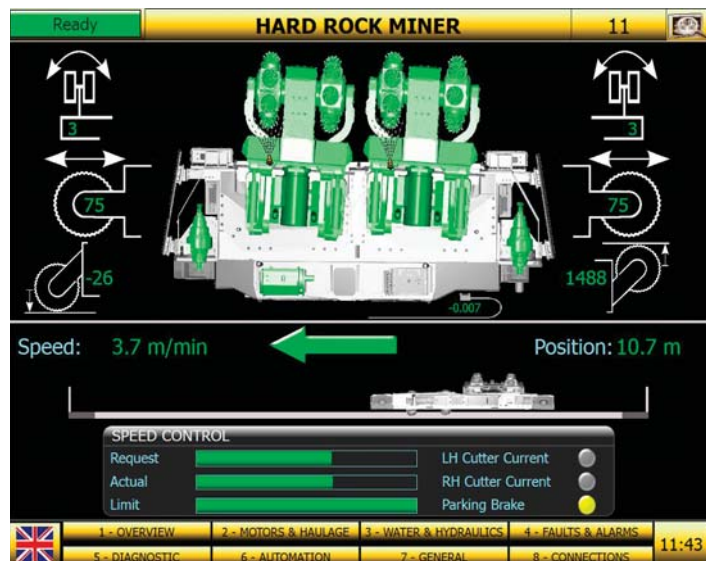 Ready HARD ROCK MINER 11
3 3
75 75
-26 1488
-0.007
Speed: 3.7 m/min Position: 10.7 m
SPEED CONTROL
Request LH Cutter Current
Actual RH Cutter Current
Limit Parking Brake
1 - OVERVIEW 2 - MOTORS & HAULAGE 3 - WATER & HYDRAULICS 4 - FAULTS & ALARMS
11:43
5 - DIAGNOSTIC 6 - AUTOMATION 7 - GENERAL 8 - CONNECTIONS